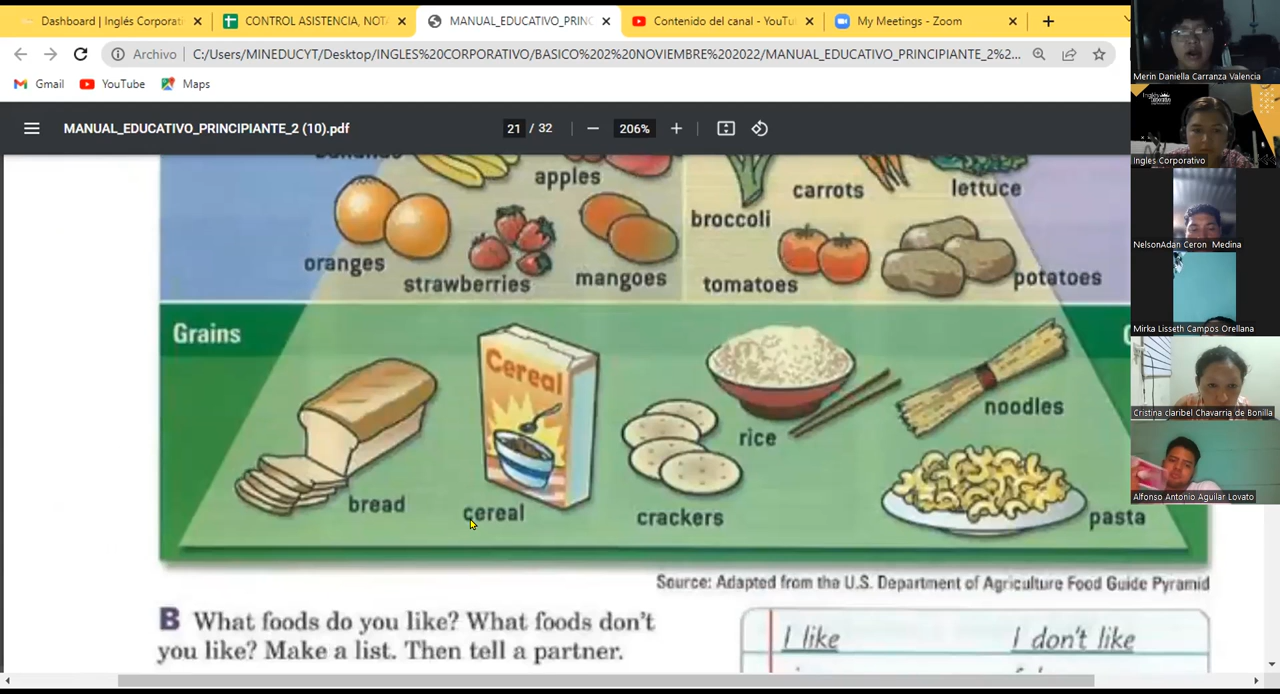 Dashboard | Inglés Corporati
CONTROL ASISTENCIA, NOT
MANUAL_EDUCATIVO_PRINC
Contenido del canal - YouTu
My Meetings - Zoom
Archivo
C:/Users/MINEDUCYT/Desktop/INGLES%20CORPORATIVO/BASICO%202%20NOVIEMBRE%202022/MANUAL_EDUCATIVO_PRINCIPIANTE_2%2...
Gmail
YouTube
Maps
MANUAL_EDUCATIVO_PRINCIPIANTE_2 (10).pdf
21 / 32
206%
apples
carrots
lettuce
broccoli
oranges
strawberries
mangoes
tomatoes
potatoes
Grains
Cereal
bread
cereal
crackers
rice
noodles
pasta
Source: Adapted from the U.S. Department of Agriculture Food Guide Pyramid
B What foods do you like? What foods don't
you like? Make a list. Then tell a partner.
I like
I don't like
Merin Daniella Carranza Valencia
Ingles Corporativo
NelsonAdan Ceron Medina
Mirka Lisseth Campos Orellana
Cristina claribel Chavarria de Bonilla
Alfonso Antonio Aguilar Lovato